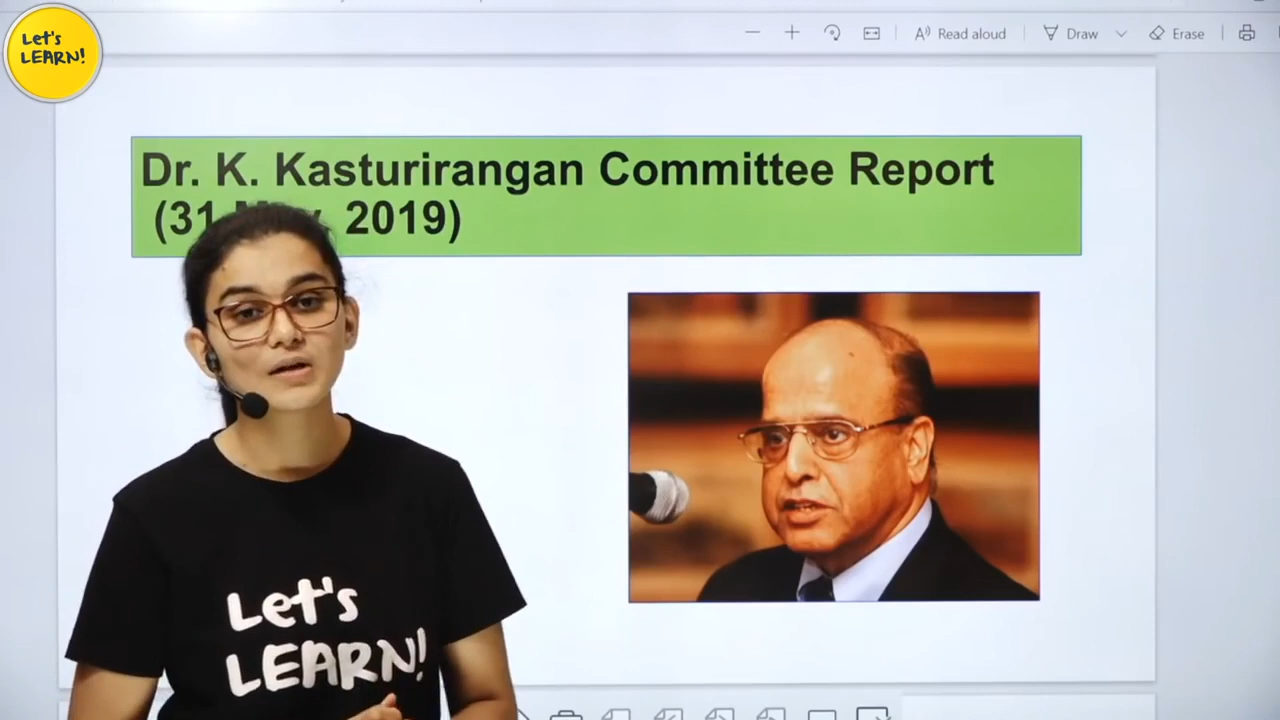 Let's
LEARN!
Read aloud
Draw
Erase
Dr. K. Kasturirangan Committee Report
(31 2019)
Let's
LEARN!